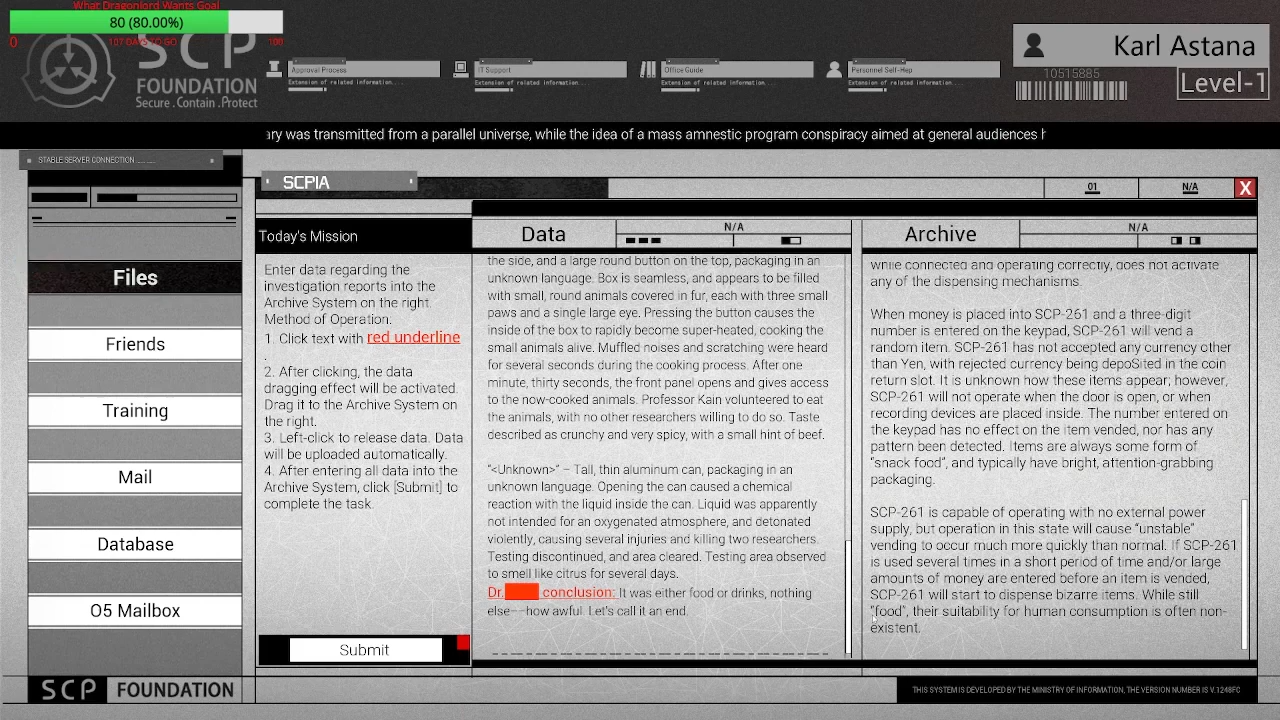 What Dragonlord Wants Goal
80 (80.00%)
0
107 DAYS TO GO
100
SCP
FOUNDATION
Secure .Contain .Protect
Approval Process
Extension of related information...
IT Support
Extension of related information...
Office Guide
Extension of related information...
Personnel Self-Hep
Extension of related information...
Karl Astana
10515885
Level-1
ary was transmitted from a parallel universe, while the idea of a mass amnestic program conspiracy aimed at general audiences h
STABLE SERVER CONNECTION
Files
Friends
Training
Mail
Database
O5 Mailbox
SCP FOUNDATION
SCPIA
01
N/A
X
Today's Mission
Enter data regarding the
investigation reports into the
Archive System on the right.
Method of Operation.
1. Click text with red underline
.
2. After clicking, the data
dragging effect will be activated.
Drag it to the Archive System on
the right.
3. Left-click to release data. Data
will be uploaded automatically.
4. After entering all data into the
Archive System, click [Submit] to
complete the task.
Submit
Data
N/A
the side, and a large round button on the top, packaging in an
unknown language. Box is seamless, and appears to be filled
with small, round animals covered in fur, each with three small
paws and a single large eye. Pressing the button causes the
inside of the box to rapidly become super-heated, cooking the
small animals alive. Muffled noises and scratching were heard
for several seconds during the cooking process. After one
minute, thirty seconds, the front panel opens and gives access
to the now-cooked animals. Professor Kain volunteered to eat
the animals, with no other researchers willing to do so. Taste
described as crunchy and very spicy, with a small hint of beef.
“<Unknown>” – Tall, thin aluminum can, packaging in an
unknown language. Opening the can caused a chemical
reaction with the liquid inside the can. Liquid was apparently
not intended for an oxygenated atmosphere, and detonated
violently, causing several injuries and killing two researchers.
Testing discontinued, and area cleared. Testing area observed
to smell like citrus for several days.
Dr. conclusion: It was either food or drinks, nothing
else——how awful. Let's call it an end.
Archive
N/A
while connected and operating correctly, does not activate
any of the dispensing mechanisms.
When money is placed into SCP-261 and a three-digit
number is entered on the keypad, SCP-261 will vend a
random item. SCP-261 has not accepted any currency other
than Yen, with rejected currency being depoSited in the coin
return slot. It is unknown how these items appear; however,
SCP-261 will not operate when the door is open, or when
recording devices are placed inside. The number entered on
the keypad has no effect on the item vended, nor has any
pattern been detected. Items are always some form of
“snack food”, and typically have bright, attention-grabbing
packaging.
SCP-261 is capable of operating with no external power
supply, but operation in this state will cause “unstable”
vending to occur much more quickly than normal. If SCP-261
is used several times in a short period of time and/or large
amounts of money are entered before an item is vended,
SCP-261 will start to dispense bizarre items. While still
“food”, their suitability for human consumption is often non-
existent.
THIS SYSTEM IS DEVELOPED BY THE MINISTRY OF INFORMATION, THE VERSION NUMBER IS V.1248FC